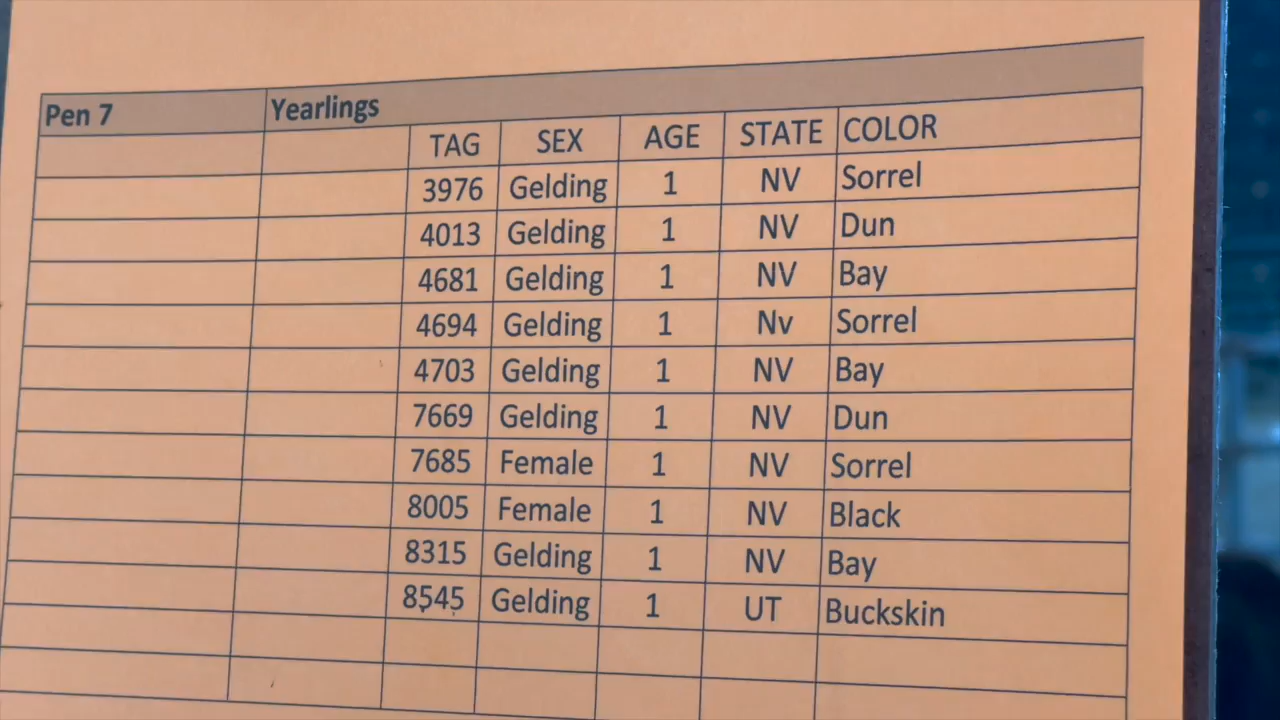 Pen 7 Yearlings
TAG SEX AGE STATE COLOR
3976 Gelding 1 NV Sorrel
4013 Gelding 1 NV Dun
4681 Gelding 1 NV Bay
4694 Gelding 1 Nv Sorrel
4703 Gelding 1 NV Bay
7669 Gelding 1 NV Dun
7685 Female 1 NV Sorrel
8005 Female 1 NV Black
8315 Gelding 1 NV Bay
8545 Gelding 1 UT Buckskin